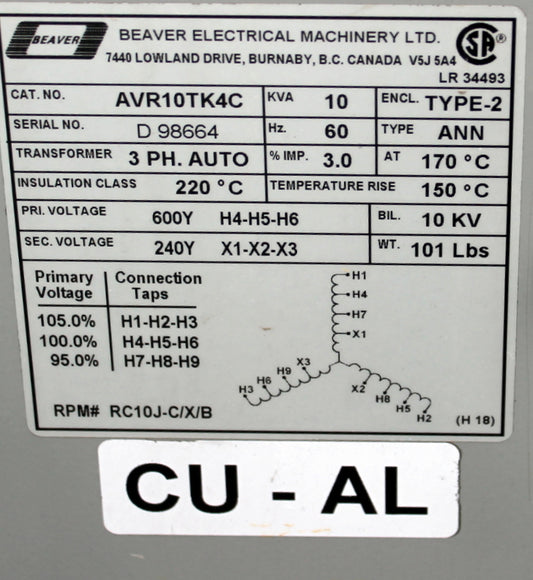 BEAVER
BEAVER ELECTRICAL MACHINERY LTD.
7440 LOWLAND DRIVE, BURNABY, B.C. CANADA V5J 5A4
SA ®
LR 34493
CAT. NO. AVR10TK4C KVA 10 ENCL. TYPE-2
SERIAL NO. D 98664 Hz. 60 TYPE ANN
TRANSFORMER 3 PH. AUTO % IMP. 3.0 AT 170 °C
INSULATION CLASS 220 °C TEMPERATURE RISE 150 °C
PRI. VOLTAGE 600Y H4-H5-H6 BIL. 10 KV
SEC. VOLTAGE 240Y X1-X2-X3 WT. 101 Lbs
Primary Connection
Voltage Taps
105.0% H1-H2-H3
100.0% H4-H5-H6
95.0% H7-H8-H9
H1
H4
H7
X1
X3
H9
H6
H3
X2
H8
H5
H2
RPM# RC10J-C/X/B
(H 18)
CU - AL